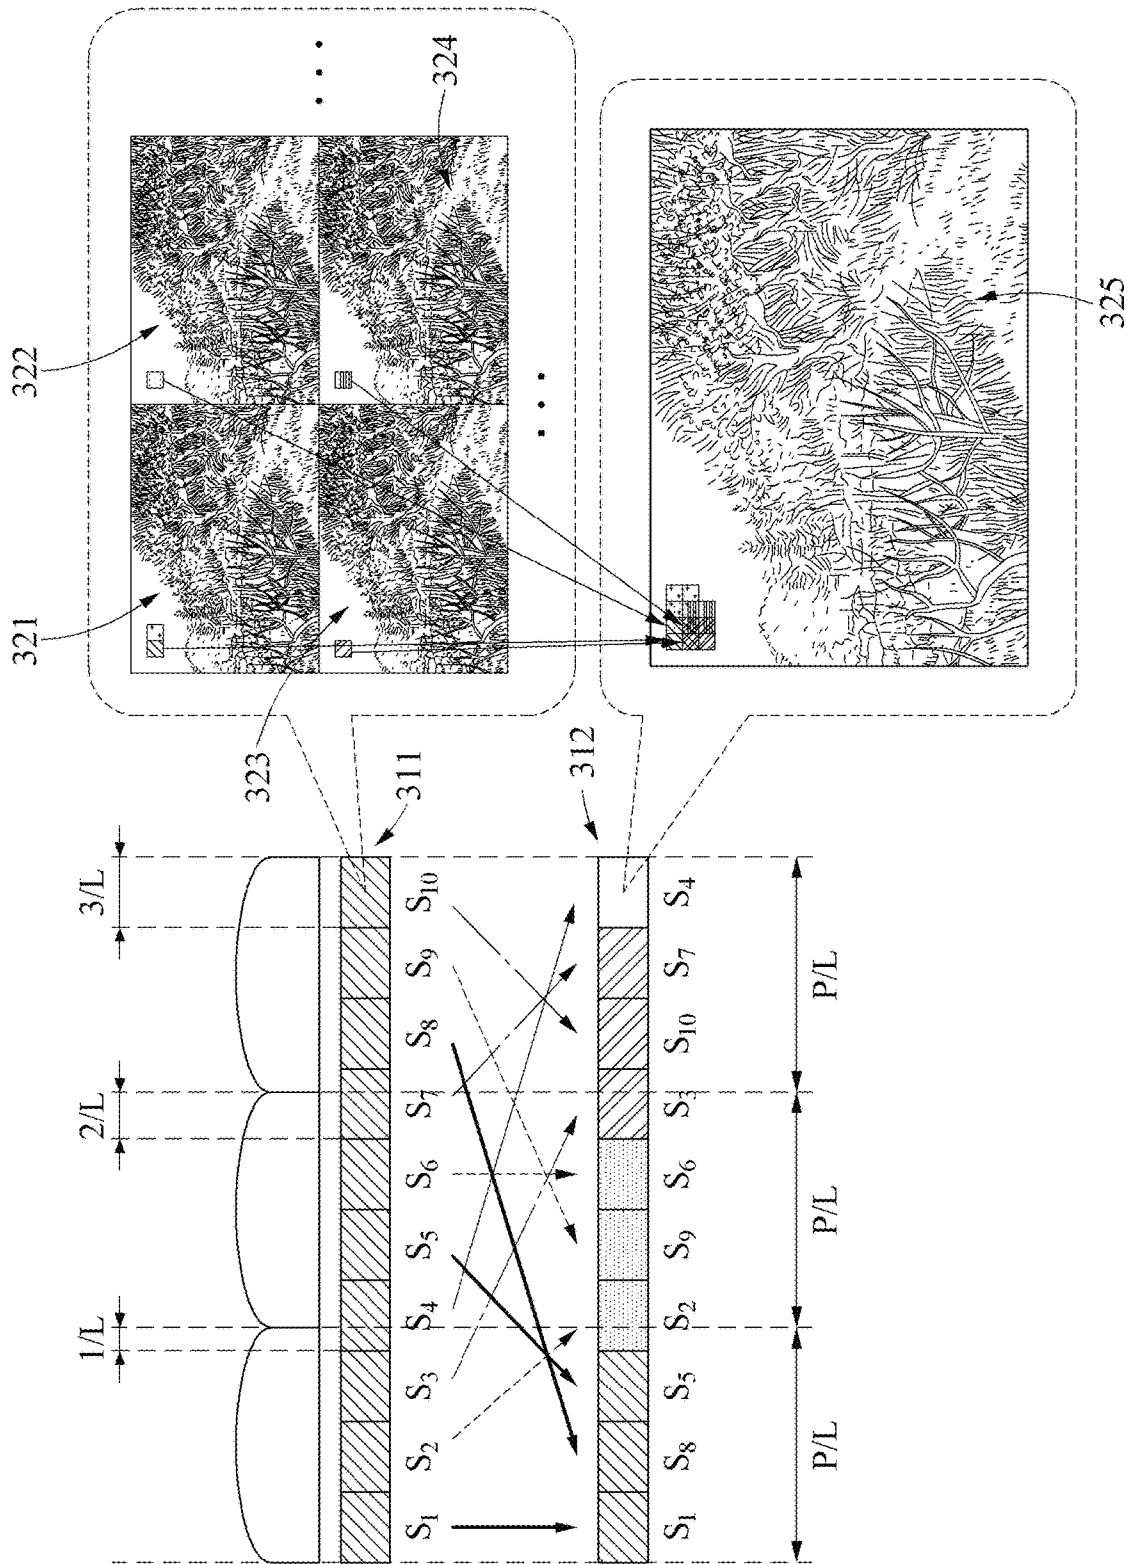 321 322
1/L 2/L 3/L
323 324
311
S₁ S₂ S₃ S₄ S₅ S₆ S₇ S₈ S₉ S₁₀
312
S₁ S₈ S₅ S₂ S₉ S₆ S₃ S₁₀ S₇ S₄
P/L P/L P/L
325